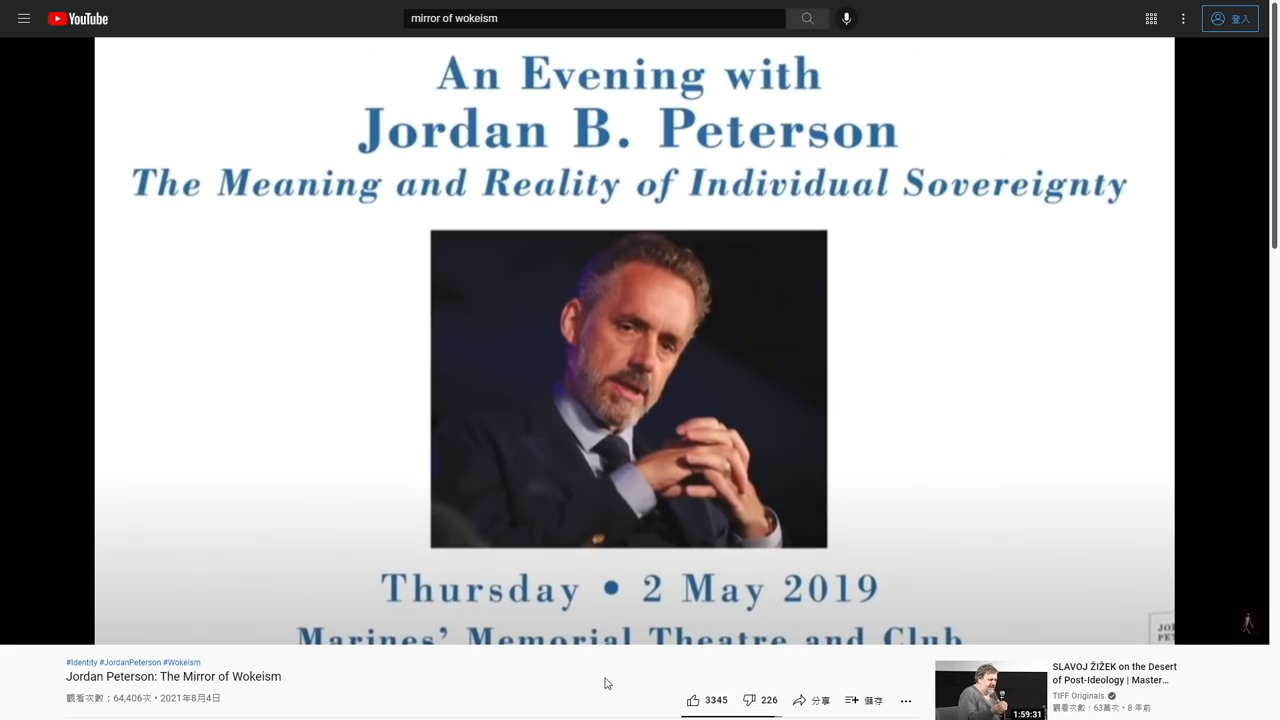 YouTube
mirror of wokeism
登入
An Evening with
Jordan B. Peterson
The Meaning and Reality of Individual Sovereignty
Thursday • 2 May 2019
Marines' Memorial Theatre and Club
#Identity #JordanPeterson #Wokeism
Jordan Peterson: The Mirror of Wokeism
觀看次數：64,406次 • 2021年8月4日
3345
226
分享
儲存
1:59:31
SLAVOJ ŽIŽEK on the Desert
of Post-Ideology | Master...
TIFF Originals
觀看次數：63萬次 • 8 年前